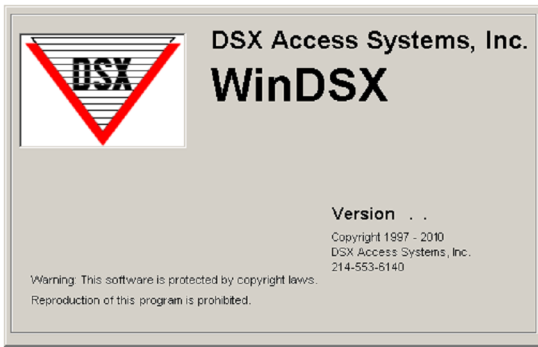 DSX
DSX Access Systems, Inc.
WinDSX
Version . .
Copyright 1997 - 2010
DSX Access Systems, Inc.
214-553-6140
Warning: This software is protected by copyright laws.
Reproduction of this program is prohibited.